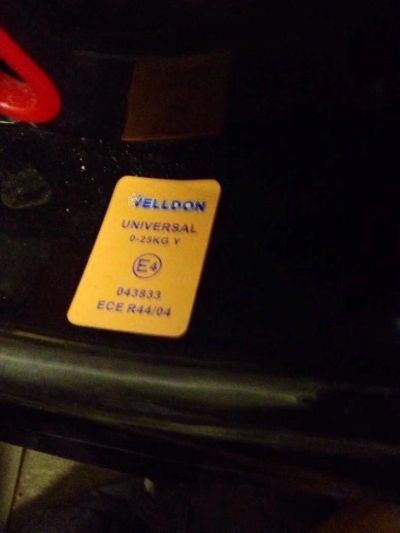 WELLDON
UNIVERSAL
0-25KG Y
E4
043833
ECE R44/04